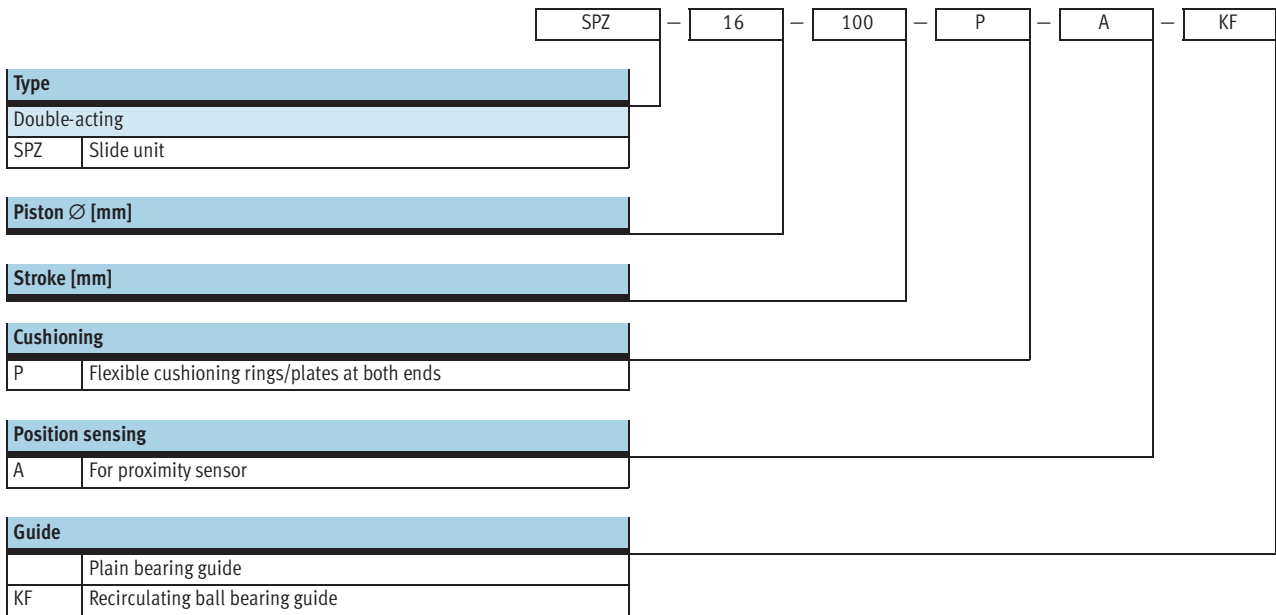 SPZ — 16 — 100 — P — A — KF
Type
Double-acting
SPZ Slide unit
Piston ∅ [mm]
Stroke [mm]
Cushioning
P Flexible cushioning rings/plates at both ends
Position sensing
A For proximity sensor
Guide
Plain bearing guide
KF Recirculating ball bearing guide